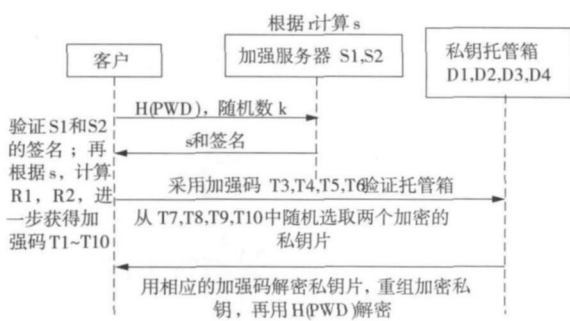 根据 r计算 s
客户
加强服务器 S1,S2
私钥托管箱
D1,D2,D3,D4
H(PWD)，随机数 k
s和签名
验证S1和S2
的签名；再
根据 s，计算
R1，R2，进
一步获得加
强码T1~T10
采用加强码 T3,T4,T5,T6验证托管箱
从 T7,T8,T9,T10中随机选取两个加密的
私钥片
用相应的加强码解密私钥片，重组加密私
钥，再用H(PWD)解密